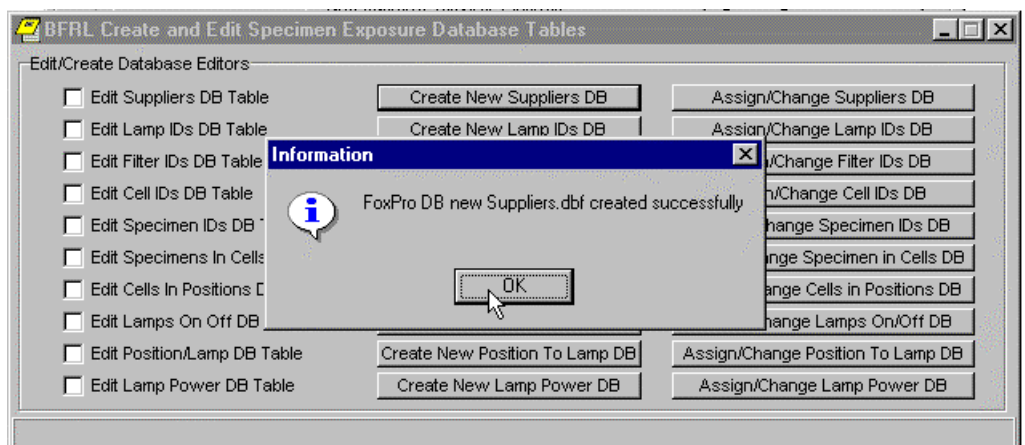 BFRL Create and Edit Specimen Exposure Database Tables
Edit/Create Database Editors
Edit Suppliers DB Table Create New Suppliers DB Assign/Change Suppliers DB
Edit Lamp IDs DB Table Create New Lamp IDs DB Assign/Change Lamp IDs DB
Edit Filter IDs DB Table /Change Filter IDs DB
Edit Cell IDs DB Table /Change Cell IDs DB
Edit Specimen IDs DB hange Specimen IDs DB
Edit Specimens In Cells nge Specimen in Cells DB
Edit Cells In Positions ange Cells in Positions DB
Edit Lamps On Off DB hange Lamps On/Off DB
Edit Position/Lamp DB Table Create New Position To Lamp DB Assign/Change Position To Lamp DB
Edit Lamp Power DB Table Create New Lamp Power DB Assign/Change Lamp Power DB
Information
FoxPro DB new Suppliers.dbf created successfully
OK